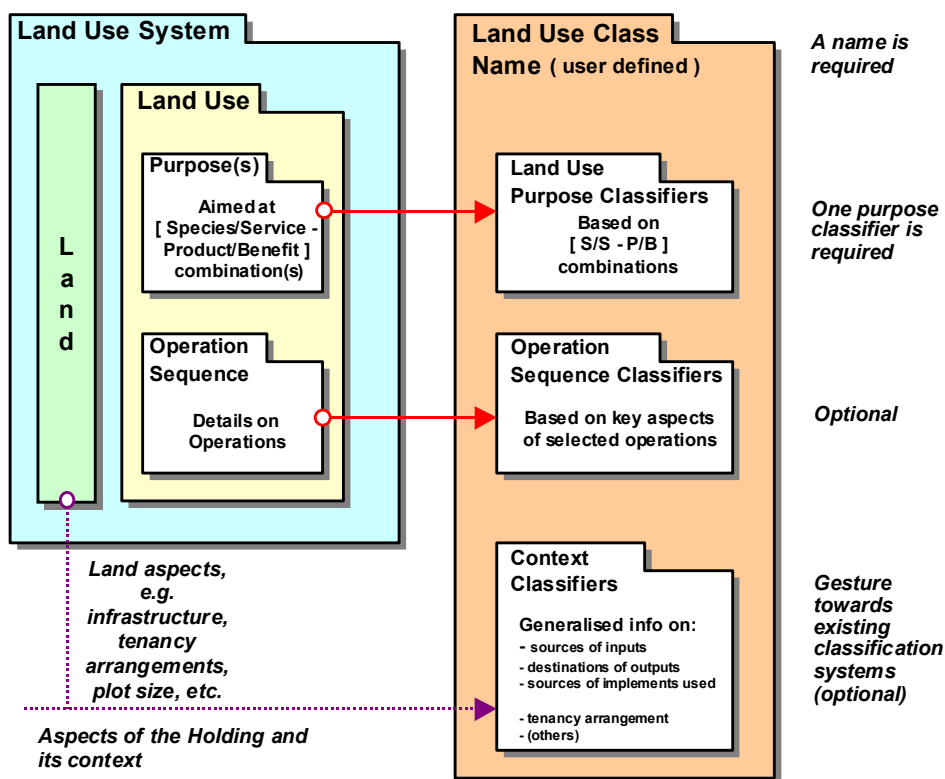 Land Use System
L
a
n
d
Land Use
Purpose(s)
Aimed at
[ Species/Service -
Product/Benefit ]
combination(s)
Operation
Sequence
Details on
Operations
Land aspects,
e.g.
infrastructure,
tenancy
arrangements,
plot size, etc.
Aspects of the Holding and
its context
Land Use Class
Name ( user defined )
Land Use
Purpose Classifiers
Based on
[ S/S - P/B ]
combinations
Operation
Sequence Classifiers
Based on key aspects
of selected operations
Context
Classifiers
Generalised info on:
- sources of inputs
- destinations of outputs
- sources of implements used
- tenancy arrangement
- (others)
A name is
required
One purpose
classifier is
required
Optional
Gesture
towards
existing
classification
systems
(optional)